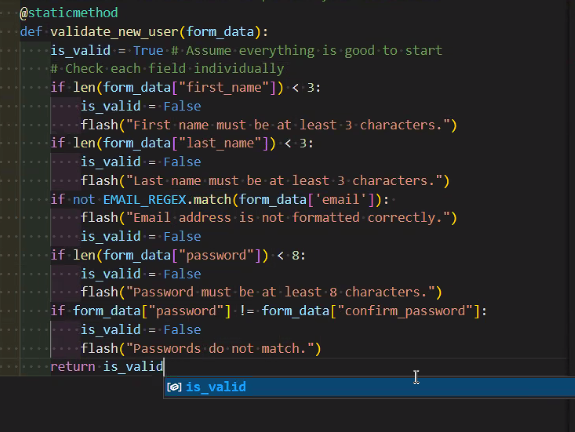 @staticmethod
def validate_new_user(form_data):
is_valid = True # Assume everything is good to start
# Check each field individually
if len(form_data["first_name"]) < 3:
is_valid = False
flash("First name must be at least 3 characters.")
if len(form_data["last_name"]) < 3:
is_valid = False
flash("Last name must be at least 3 characters.")
if not EMAIL_REGEX.match(form_data['email']):
flash("Email address is not formatted correctly.")
is_valid = False
if len(form_data["password"]) < 8:
is_valid = False
flash("Password must be at least 8 characters.")
if form_data["password"] != form_data["confirm_password"]:
is_valid = False
flash("Passwords do not match.")
return is_valid
is_valid